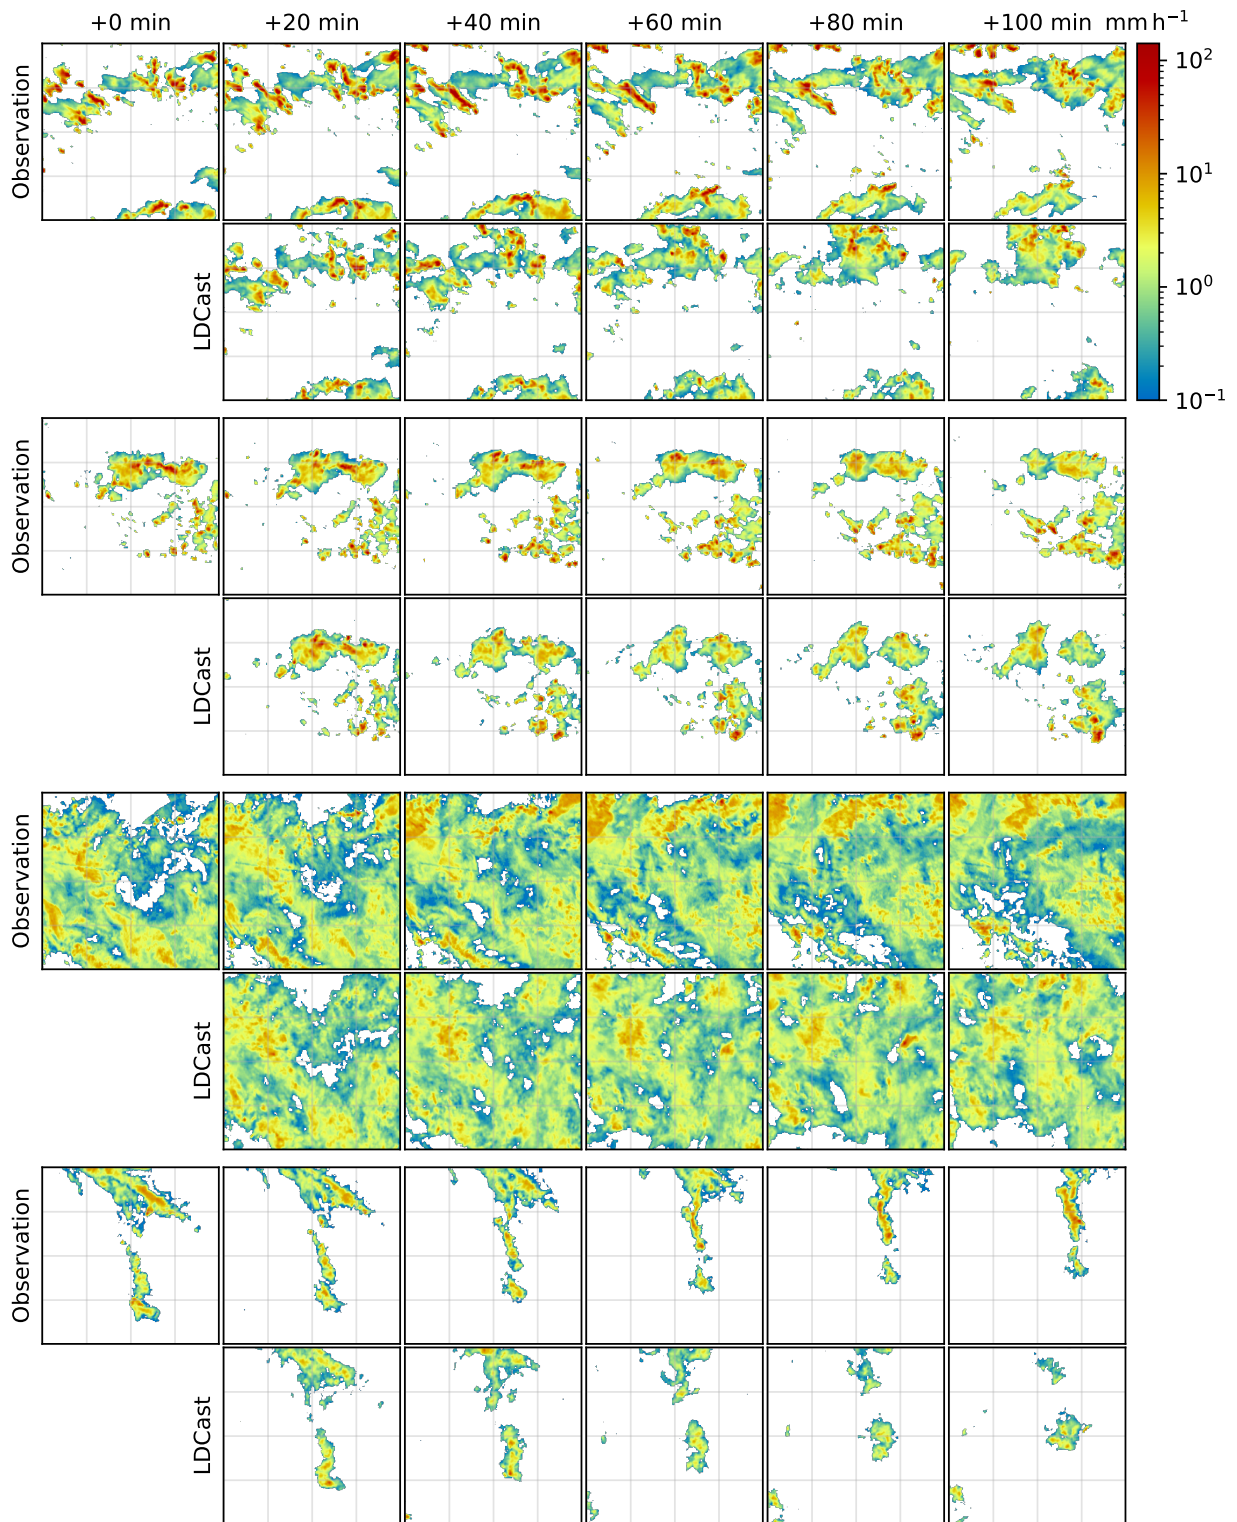 +0 min +20 min +40 min +60 min +80 min +100 min mm h⁻¹
Observation
10²
10¹
10⁰
10⁻¹
LDCast
Observation
LDCast
Observation
LDCast
Observation
LDCast